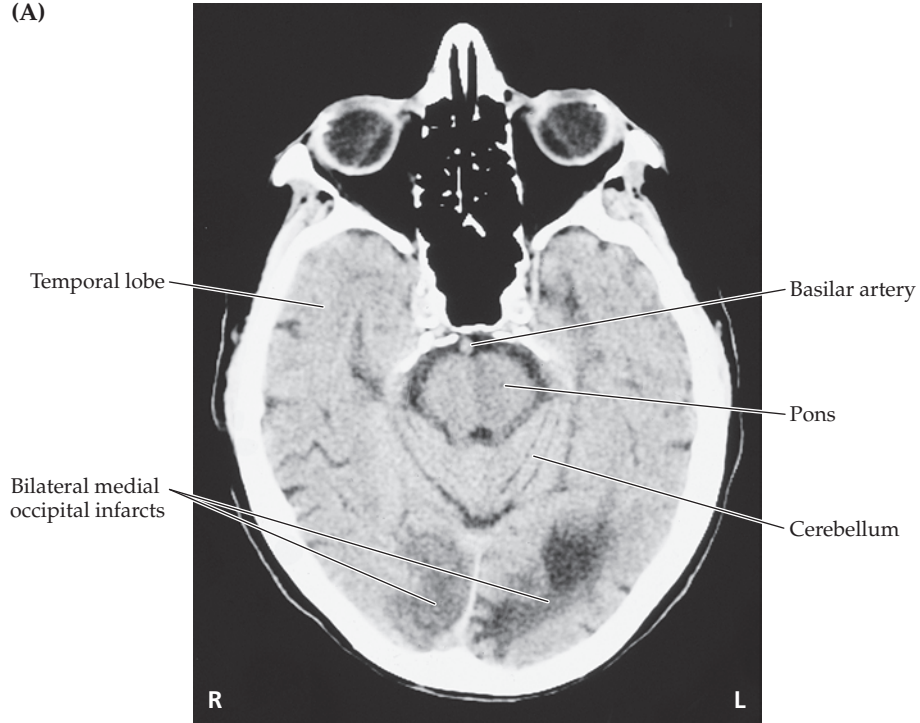 (A)
Temporal lobe
Basilar artery
Pons
Bilateral medial
occipital infarcts
Cerebellum
R
L